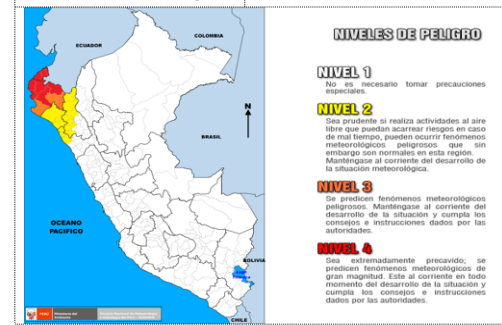 COLOMBIA
ECUADOR
N
BRASIL
OCEANO
PACIFICO
BOLIVIA
CHILE
PERÚ
NIVELES DE PELIGRO
NIVEL 1
No es necesario tomar precauciones
especiales.
NIVEL 2
Sea prudente si realiza actividades al aire
libre que puedan acarrear riesgos en caso
de mal tiempo, pueden ocurrir fenómenos
meteorológicos peligrosos que sin
embargo son normales en esta región.
Manténgase al corriente del desarrollo de
la situación meteorológica.
NIVEL 3
Se predicen fenómenos meteorológicos
peligrosos. Manténgase al corriente del
desarrollo de la situación y cumpla los
consejos e instrucciones dados por las
autoridades.
NIVEL 4
Sea extremadamente precavido; se
predicen fenómenos meteorológicos de
gran magnitud. Este al corriente en todo
momento del desarrollo de la situación y
cumpla los consejos e instrucciones
dados por las autoridades.